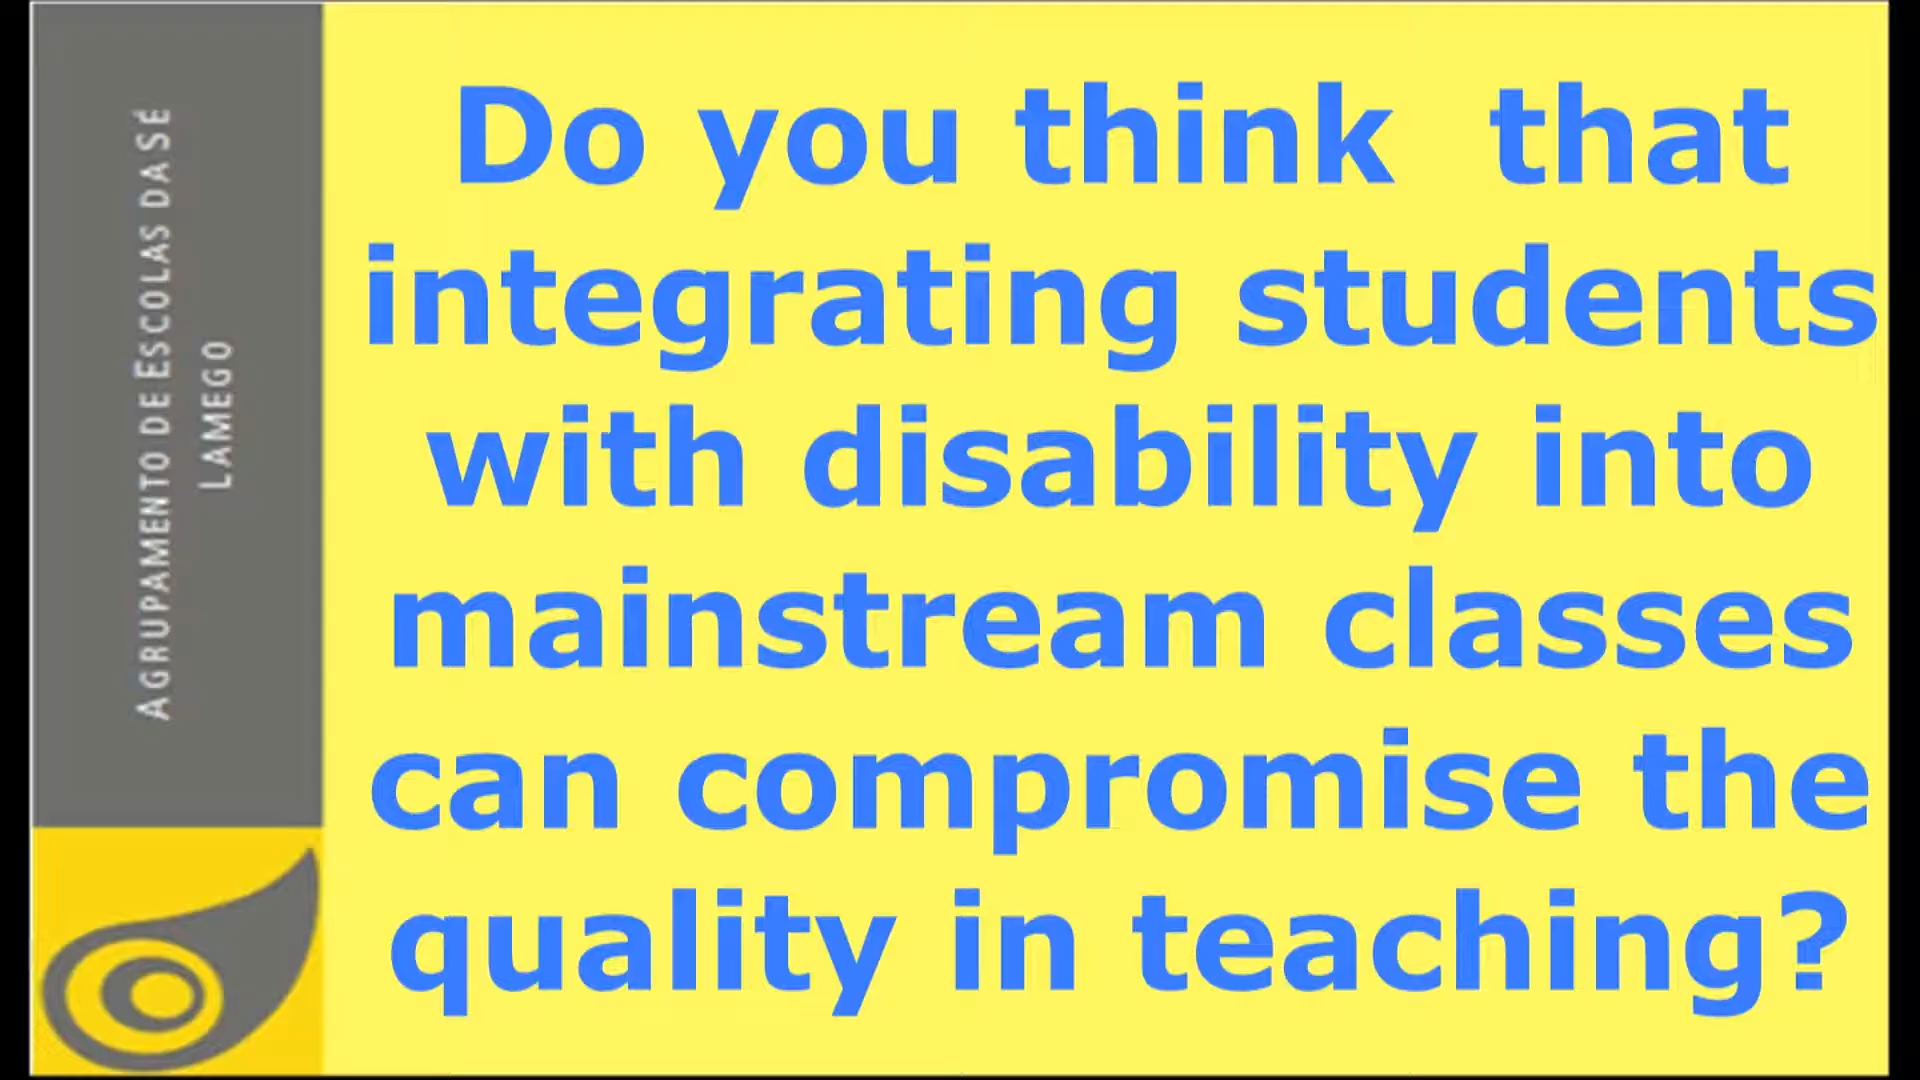 AGRUPAMENTO DE ESCOLAS DA SÉ
LAMEGO
Do you think  that
integrating students
with disability into
mainstream classes
can compromise the
quality in teaching?